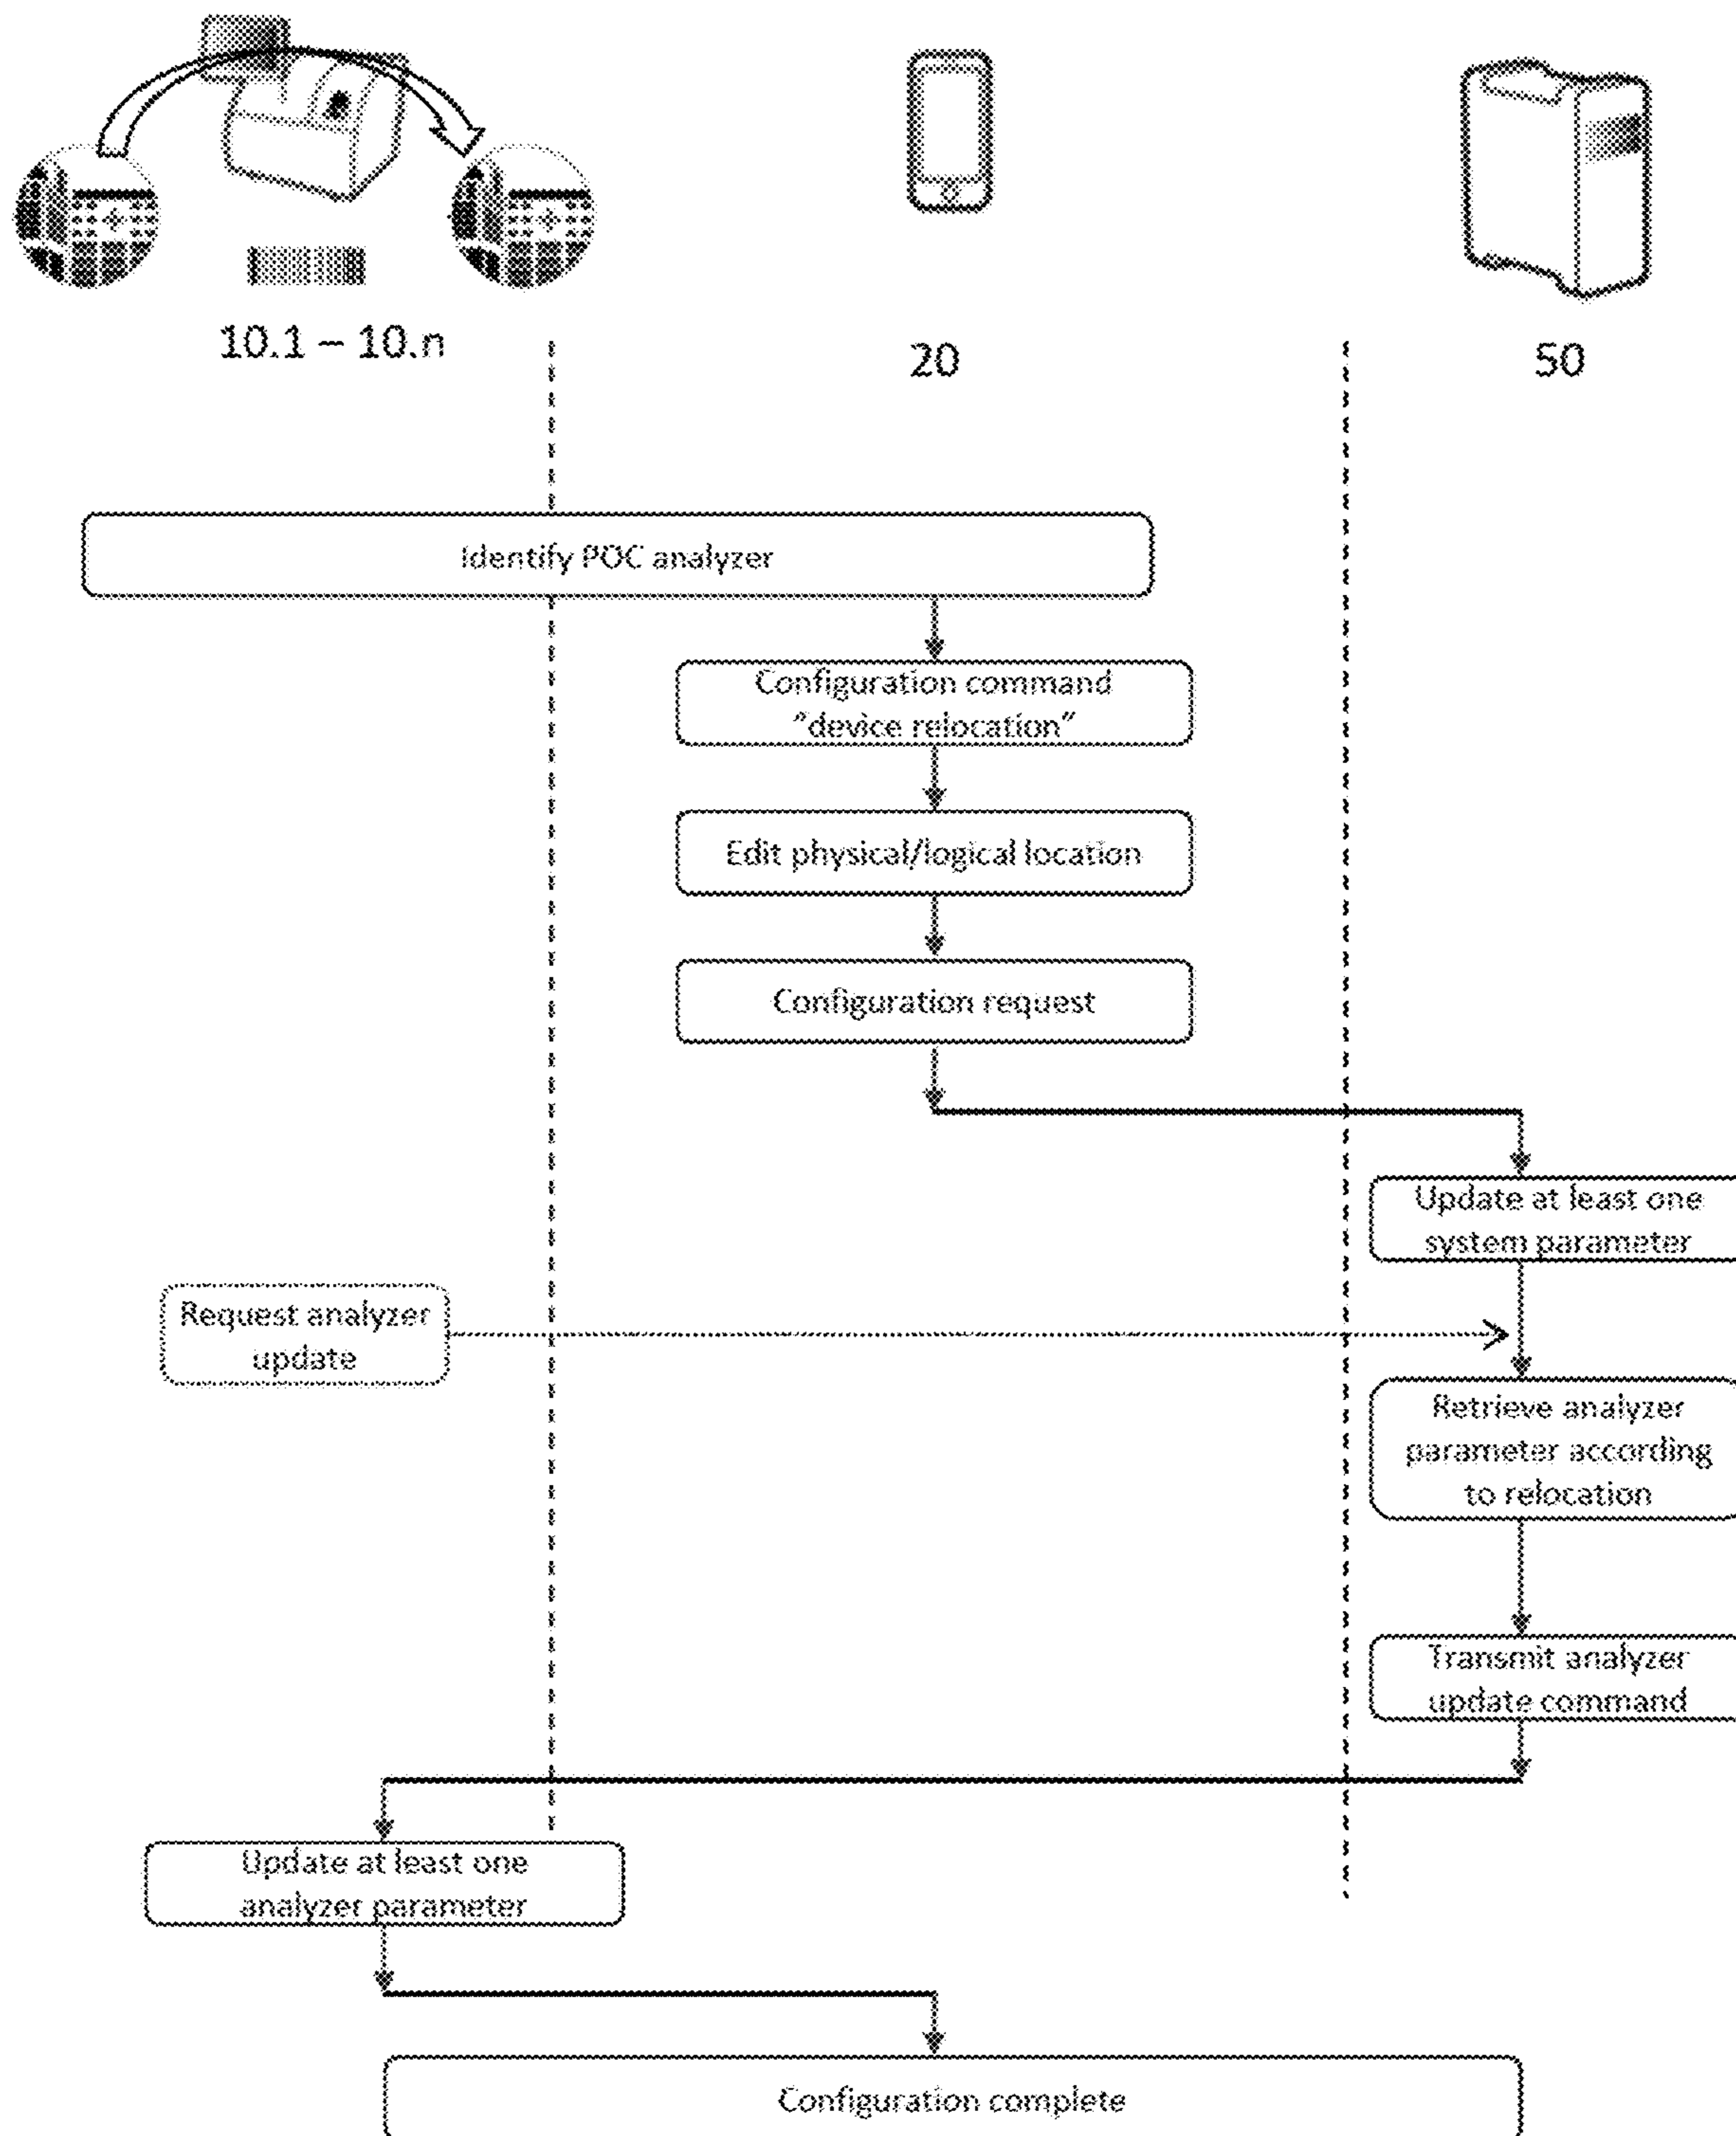 10.1 – 10.n
20
50
Identify POC analyzer
Configuration command
"device relocation"
Edit physical/logical location
Configuration request
Update at least one
system parameter
Request analyzer
update
Retrieve analyzer
parameter according
to relocation
Transmit analyzer
update command
Update at least one
analyzer parameter
Configuration complete